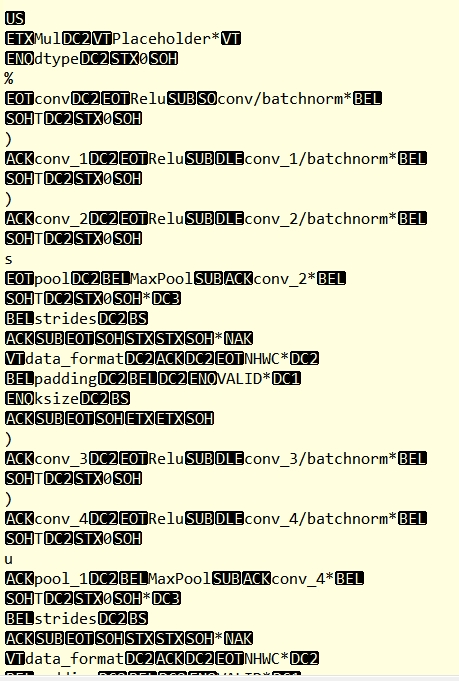 US
ETXMulDC2VTPlaceholder*VT
ENQdtypeDC2STX0SOH
%
EOTconvDC2EOTReluSUBSOconv/batchnorm*BEL
SOHTDC2STX0SOH
)
ACKconv_1DC2EOTReluSUBDLEconv_1/batchnorm*BEL
SOHTDC2STX0SOH
)
ACKconv_2DC2EOTReluSUBDLEconv_2/batchnorm*BEL
SOHTDC2STX0SOH
s
EOTpoolDC2BELMaxPoolSUBACKconv_2*BEL
SOHTDC2STX0SOH*DC3
BELstridesDC2BS
ACKSUBEOTSOHSTXSTXSOH*NAK
VTdata_formatDC2ACKDC2EOTNHWC*DC2
BELpaddingDC2BELDC2ENQVALID*DC1
ENQksizeDC2BS
ACKSUBEOTSOHETXETXSOH
)
ACKconv_3DC2EOTReluSUBDLEconv_3/batchnorm*BEL
SOHTDC2STX0SOH
)
ACKconv_4DC2EOTReluSUBDLEconv_4/batchnorm*BEL
SOHTDC2STX0SOH
u
ACKpool_1DC2BELMaxPoolSUBACKconv_4*BEL
SOHTDC2STX0SOH*DC3
BELstridesDC2BS
ACKSUBEOTSOHSTXSTXSOH*NAK
VTdata_formatDC2ACKDC2EOTNHWC*DC2